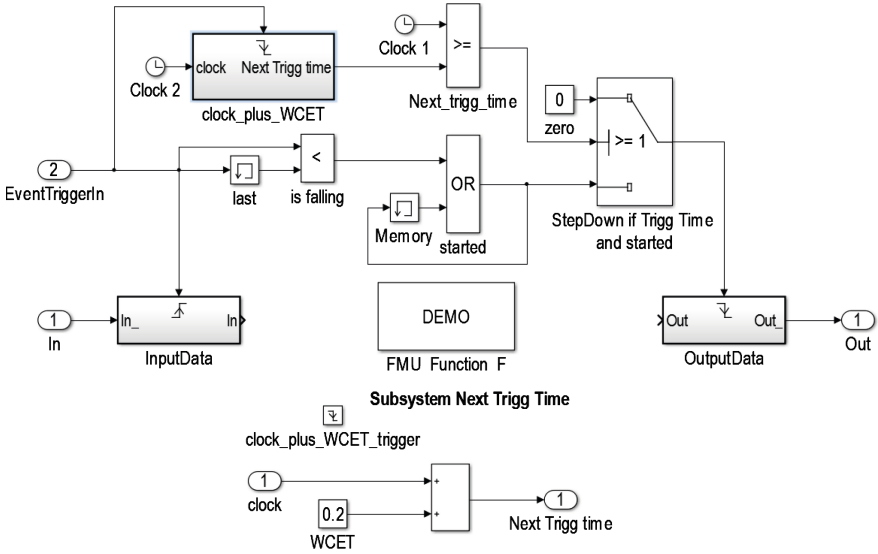 Clock 1
>=
Next_trigg_time
Clock 2
clock Next Trigg time
clock_plus_WCET
0
zero
>= 1
StepDown if Trigg Time
and started
2
EventTriggerIn
last
<
is falling
OR
Memory
started
1
In
In_ In
InputData
DEMO
FMU Function F
Out Out_
OutputData
1
Out
Subsystem Next Trigg Time
clock_plus_WCET_trigger
1
clock
0.2
WCET
+
+
1
Next Trigg time